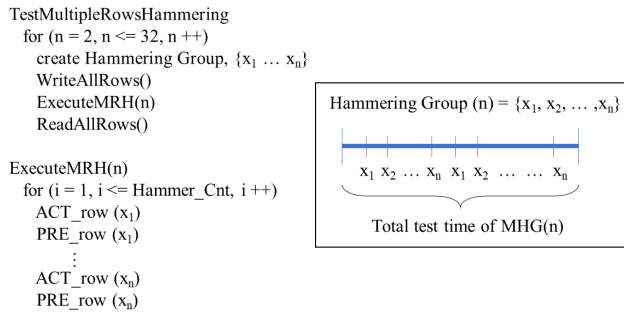 TestMultipleRowsHammering
for (n = 2, n <= 32, n ++)
create Hammering Group, {x₁ … xₙ}
WriteAllRows()
ExecuteMRH(n)
ReadAllRows()
ExecuteMRH(n)
for (i = 1, i <= Hammer_Cnt, i ++)
ACT_row (x₁)
PRE_row (x₁)
⋮
ACT_row (xₙ)
PRE_row (xₙ)
Hammering Group (n) = {x₁, x₂, … ,xₙ}
x₁ x₂ … xₙ x₁ x₂ … … xₙ
Total test time of MHG(n)